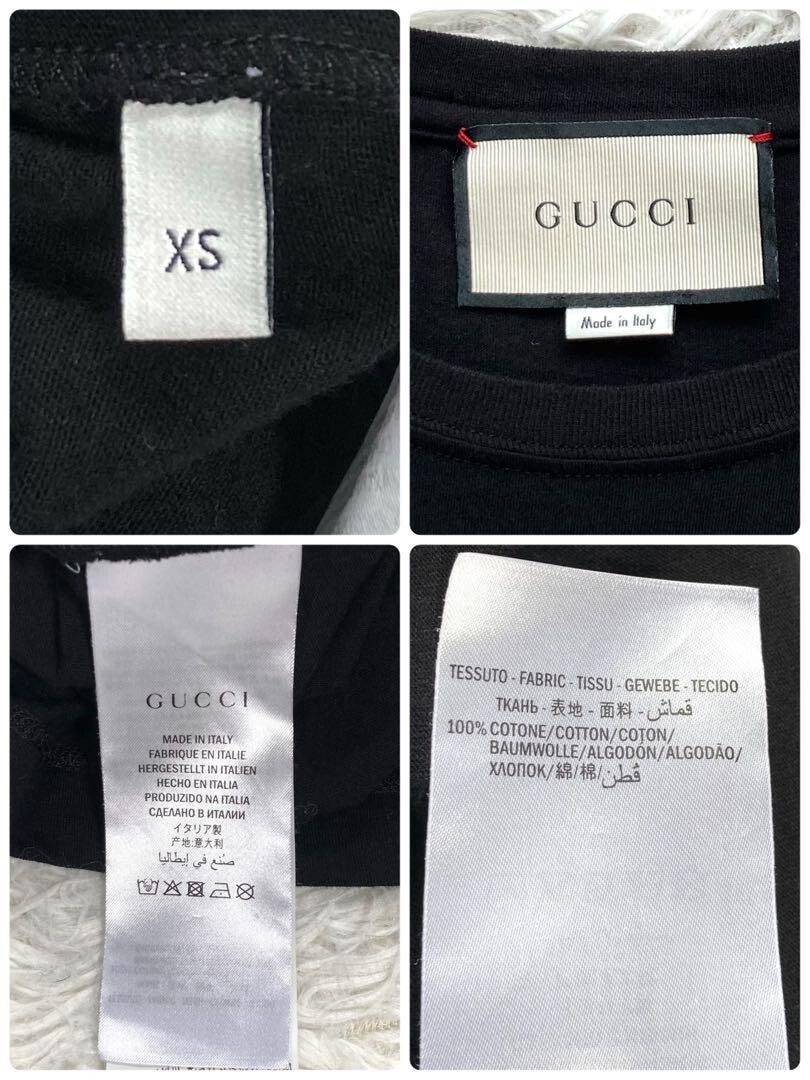 XS
GUCCI
Made in Italy
GUCCI
MADE IN ITALY
FABRIQUE EN ITALIE
HERGESTELLT IN ITALIEN
HECHO EN ITALIA
PRODUZIDO NA ITALIA
СДЕЛАНО В ИТАЛИИ
イタリア製
产地:意大利
صنع في إيطاليا
TESSUTO - FABRIC - TISSU - GEWEBE - TECIDO
ТКАНЬ - 表地 - 面料 - قماش
100% COTONE/COTTON/COTON/
BAUMWOLLE/ALGODÓN/ALGODÃO/
ХЛОПОК/綿/棉/قطن